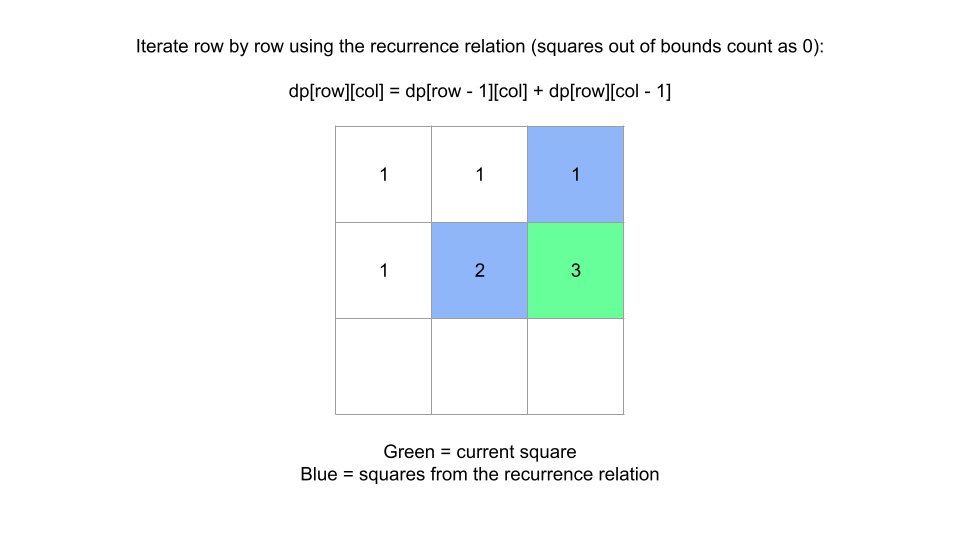 Iterate row by row using the recurrence relation (squares out of bounds count as 0):
dp[row][col] = dp[row - 1][col] + dp[row][col - 1]
1 1 1
1 2 3
Green = current square
Blue = squares from the recurrence relation